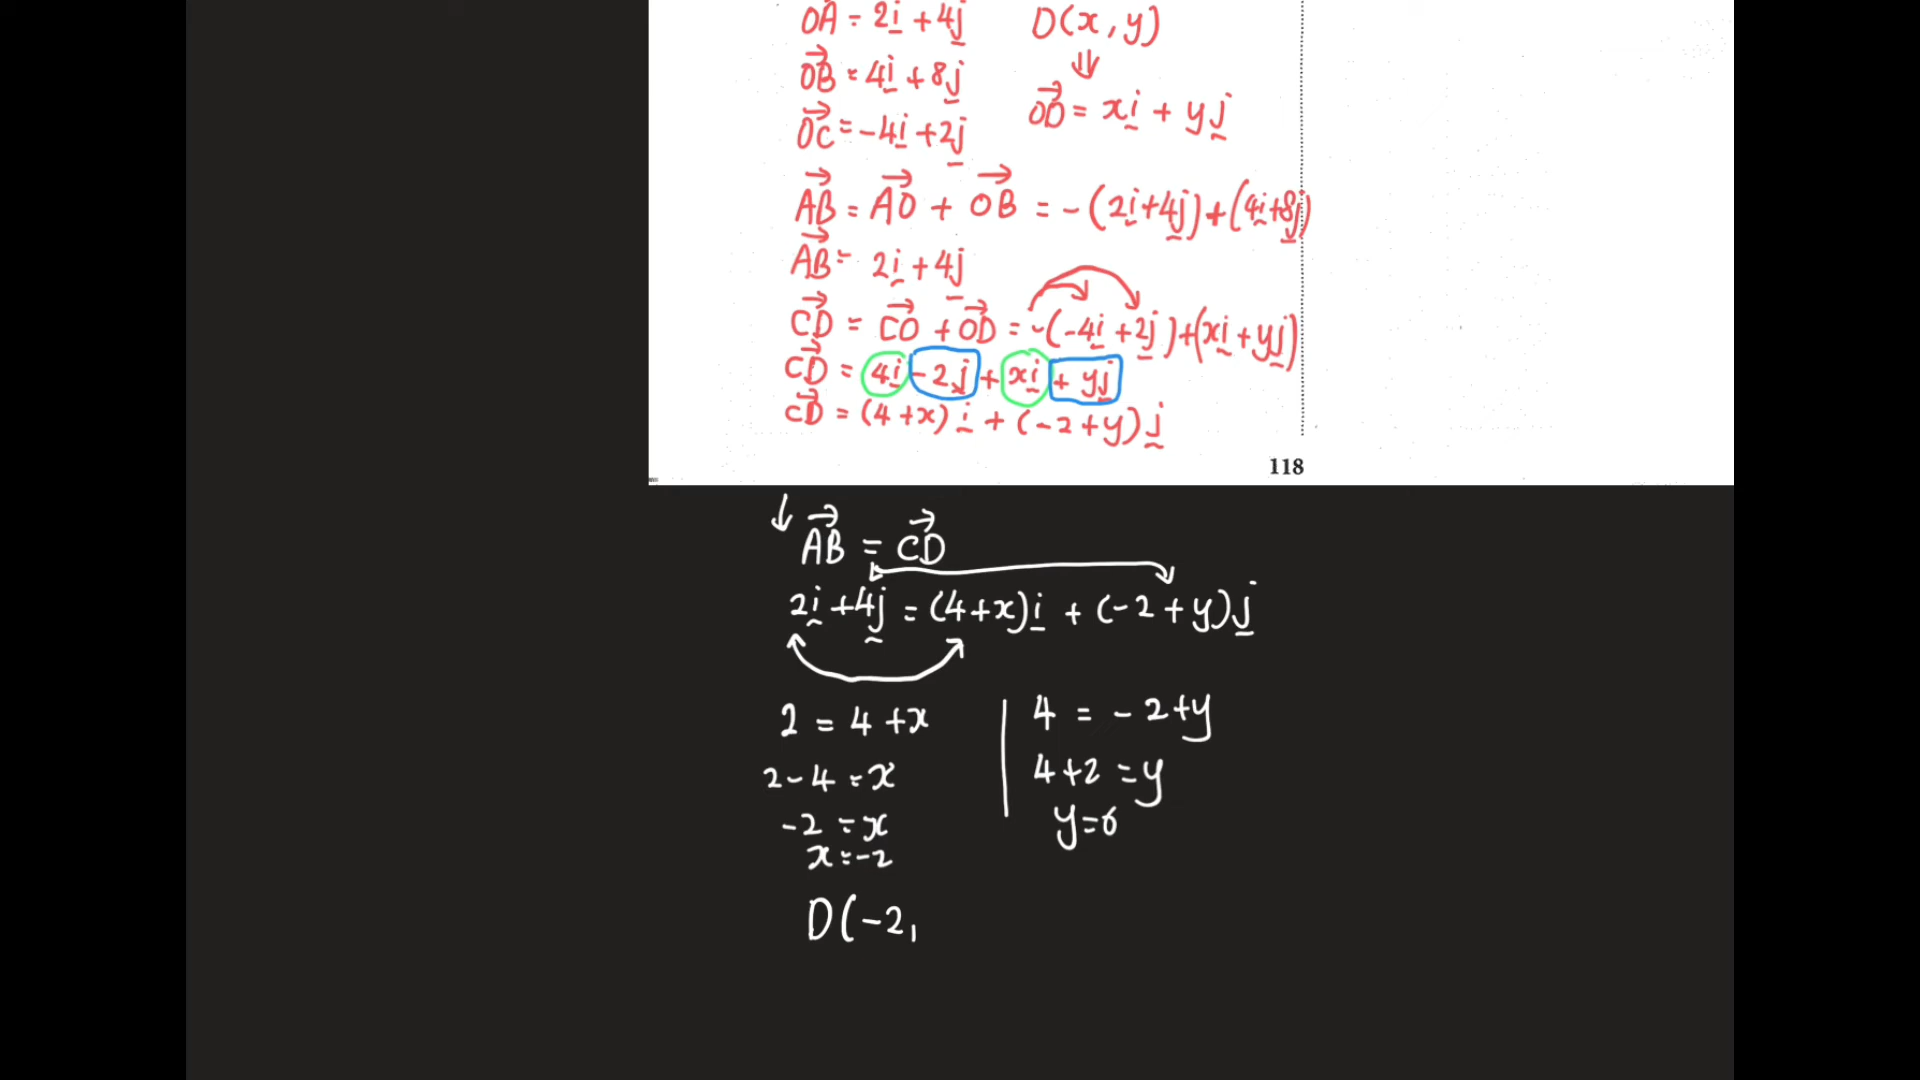 OA⃗ = 2i + 4j
D(x, y)
OB⃗ = 4i + 8j
⇓
OD⃗ = xi + yj
OC⃗ = -4i + 2j
AB⃗ = AO⃗ + OB⃗ = -(2i+4j)+(4i+8j)
AB⃗ = 2i + 4j
CD⃗ = CO⃗ + OD⃗ = -(-4i+2j)+(xi+yj)
CD⃗ = 4i - 2j + xi + yj
CD⃗ = (4+x)i + (-2+y)j
118
↓ AB⃗ = CD⃗
2i+4j = (4+x)i + (-2+y)j
2 = 4+x
2-4 = x
-2 = x
x = -2
4 = -2+y
4+2 = y
y=6
D(-2,